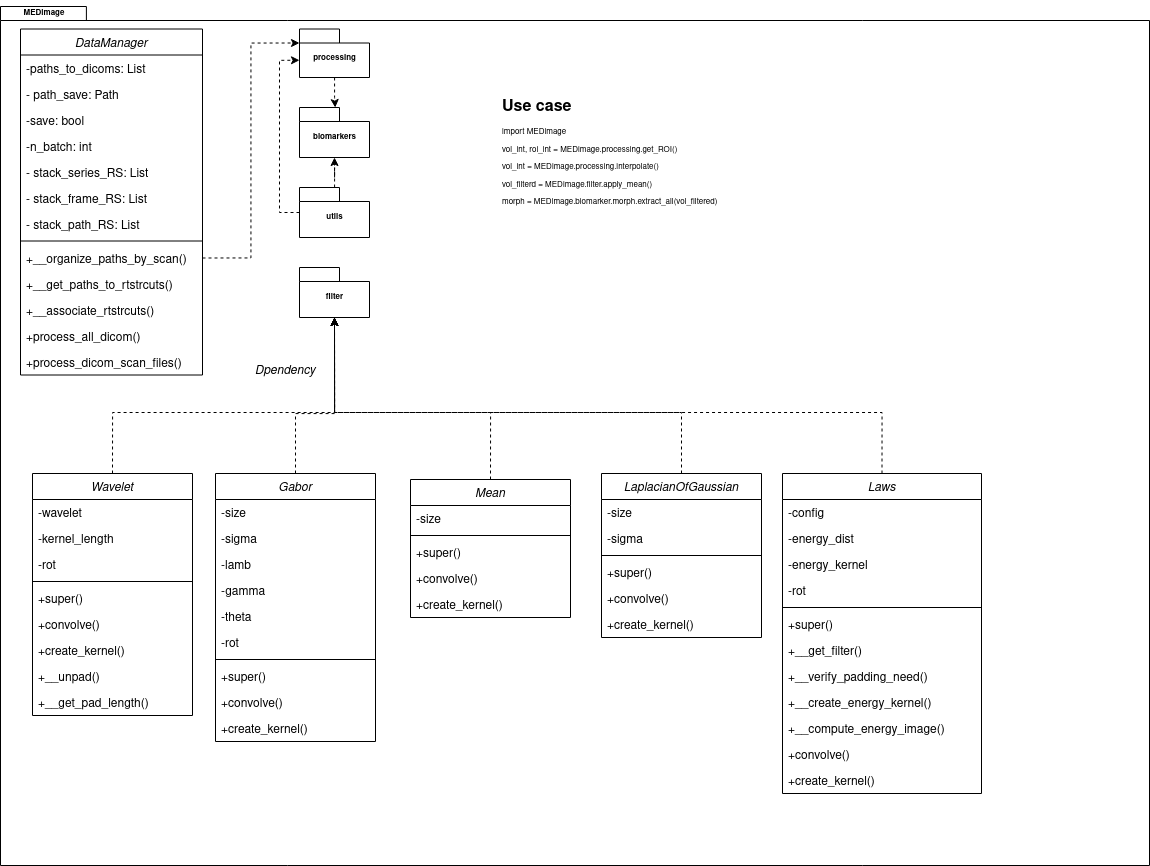 MEDImage
DataManager
-paths_to_dicoms: List
- path_save: Path
-save: bool
-n_batch: int
- stack_series_RS: List
- stack_frame_RS: List
- stack_path_RS: List
+__organize_paths_by_scan()
+__get_paths_to_rtstrcuts()
+__associate_rtstrcuts()
+process_all_dicom()
+process_dicom_scan_files()
processing
biomarkers
utils
filter
Use case
import MEDImage
vol_int, roi_int = MEDImage.processing.get_ROI()
vol_int = MEDImage.processing.interpolate()
vol_filterd = MEDImage.filter.apply_mean()
morph = MEDImage.biomarker.morph.extract_all(vol_filtered)
Dpendency
Wavelet
-wavelet
-kernel_length
-rot
+super()
+convolve()
+create_kernel()
+__unpad()
+__get_pad_length()
Gabor
-size
-sigma
-lamb
-gamma
-theta
-rot
+super()
+convolve()
+create_kernel()
Mean
-size
+super()
+convolve()
+create_kernel()
LaplacianOfGaussian
-size
-sigma
+super()
+convolve()
+create_kernel()
Laws
-config
-energy_dist
-energy_kernel
-rot
+super()
+__get_filter()
+__verify_padding_need()
+__create_energy_kernel()
+__compute_energy_image()
+convolve()
+create_kernel()